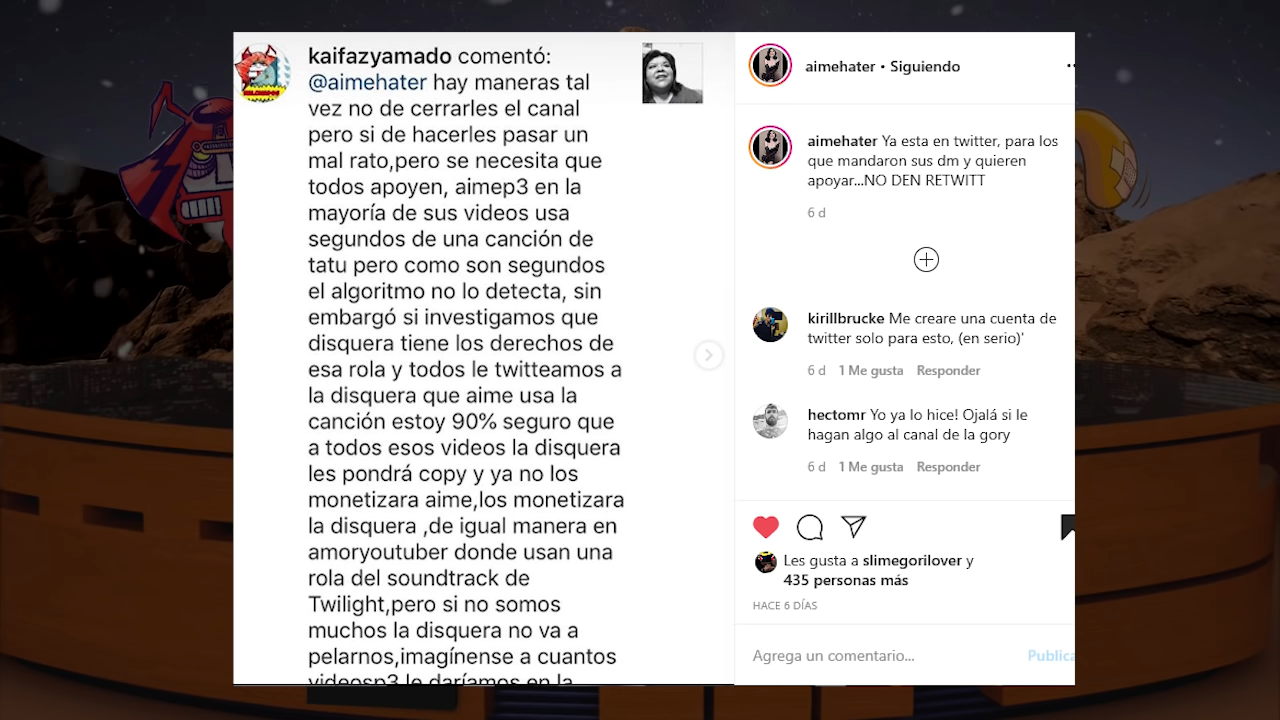 kaifazyamado comentó:
@aimehater hay maneras tal
vez no de cerrarles el canal
pero si de hacerles pasar un
mal rato,pero se necesita que
todos apoyen, aimep3 en la
mayoría de sus videos usa
segundos de una canción de
tatu pero como son segundos
el algoritmo no lo detecta, sin
embargó si investigamos que
disquera tiene los derechos de
esa rola y todos le twitteamos a
la disquera que aime usa la
canción estoy 90% seguro que
a todos esos videos la disquera
les pondrá copy y ya no los
monetizara aime,los monetizara
la disquera ,de igual manera en
amoryoutuber donde usan una
rola del soundtrack de
Twilight,pero si no somos
muchos la disquera no va a
pelarnos,imagínense a cuantos
videosp3 le daríamos en la
aimehater • Siguiendo
aimehater Ya esta en twitter, para los
que mandaron sus dm y quieren
apoyar...NO DEN RETWITT
6 d
kirillbrucke Me creare una cuenta de
twitter solo para esto, (en serio)'
6 d 1 Me gusta Responder
hectomr Yo ya lo hice! Ojalá si le
hagan algo al canal de la gory
6 d 1 Me gusta Responder
Les gusta a slimegorilover y
435 personas más
HACE 6 DÍAS
Agrega un comentario...
Publica